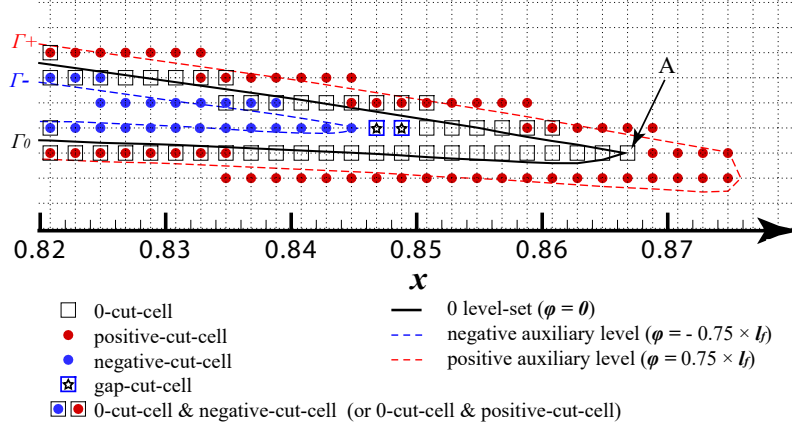 Γ+
A
Γ-
Γ0
0.82 0.83 0.84 0.85 0.86 0.87
x
0-cut-cell
positive-cut-cell
negative-cut-cell
gap-cut-cell
0-cut-cell & negative-cut-cell (or 0-cut-cell & positive-cut-cell)
0 level-set (φ = 0)
negative auxiliary level (φ = - 0.75 × lf)
positive auxiliary level (φ = 0.75 × lf)